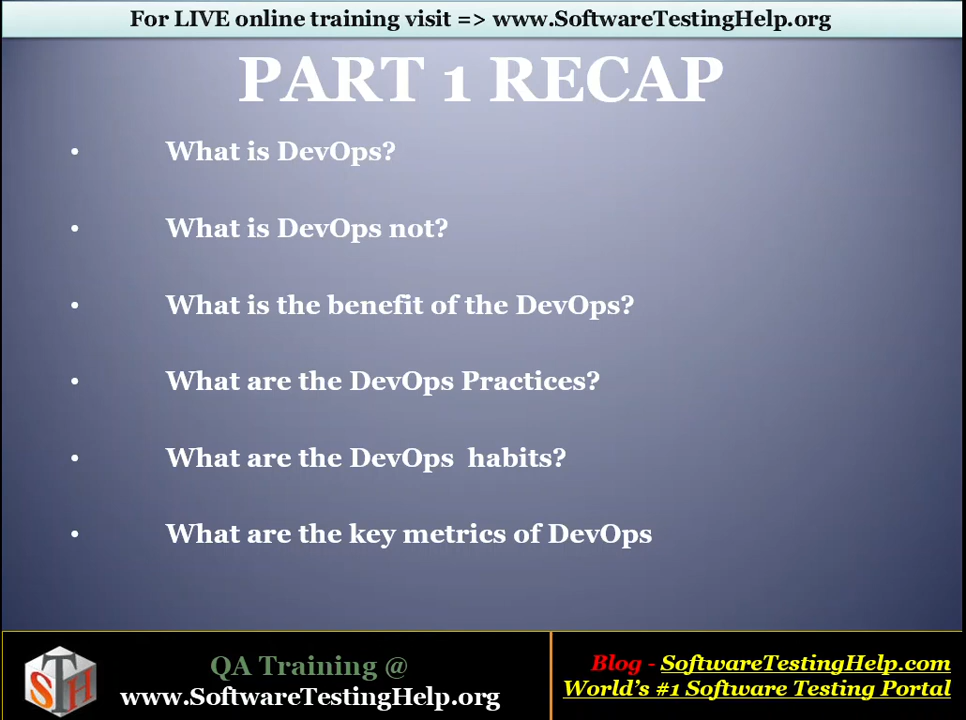 For LIVE online training visit => www.SoftwareTestingHelp.org
PART 1 RECAP
• What is DevOps?
• What is DevOps not?
• What is the benefit of the DevOps?
• What are the DevOps Practices?
• What are the DevOps  habits?
• What are the key metrics of DevOps
STH
QA Training @
www.SoftwareTestingHelp.org
Blog - SoftwareTestingHelp.com
World's #1 Software Testing Portal